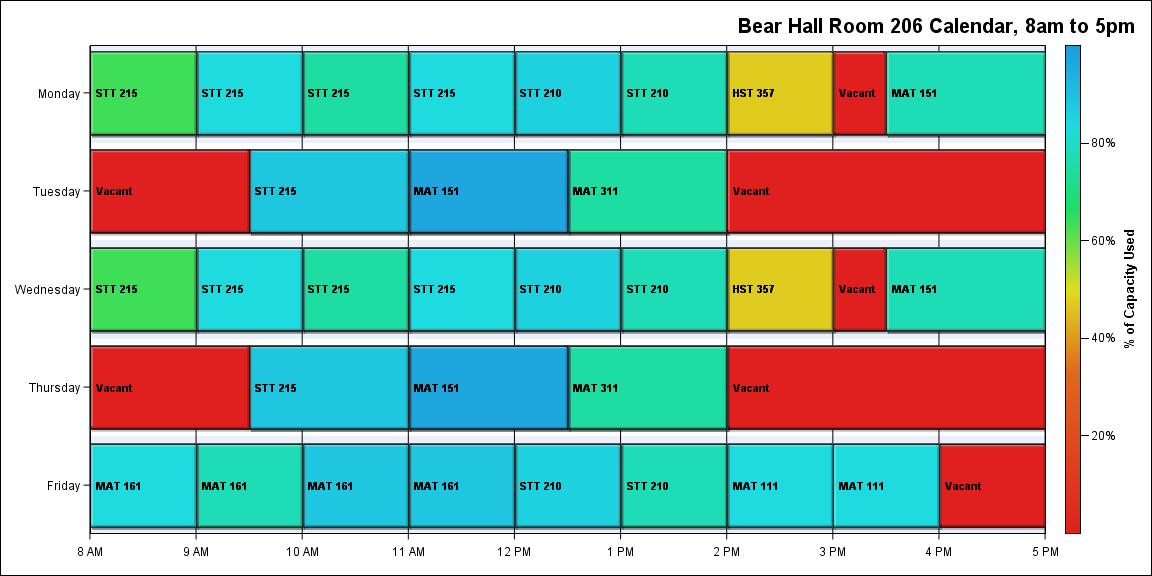 Bear Hall Room 206 Calendar, 8am to 5pm
Monday
STT 215
STT 215
STT 215
STT 215
STT 210
STT 210
HST 357
Vacant
MAT 151
Tuesday
Vacant
STT 215
MAT 151
MAT 311
Vacant
Wednesday
STT 215
STT 215
STT 215
STT 215
STT 210
STT 210
HST 357
Vacant
MAT 151
Thursday
Vacant
STT 215
MAT 151
MAT 311
Vacant
Friday
MAT 161
MAT 161
MAT 161
MAT 161
STT 210
STT 210
MAT 111
MAT 111
Vacant
8 AM
9 AM
10 AM
11 AM
12 PM
1 PM
2 PM
3 PM
4 PM
5 PM
80%
60%
40%
20%
% of Capacity Used